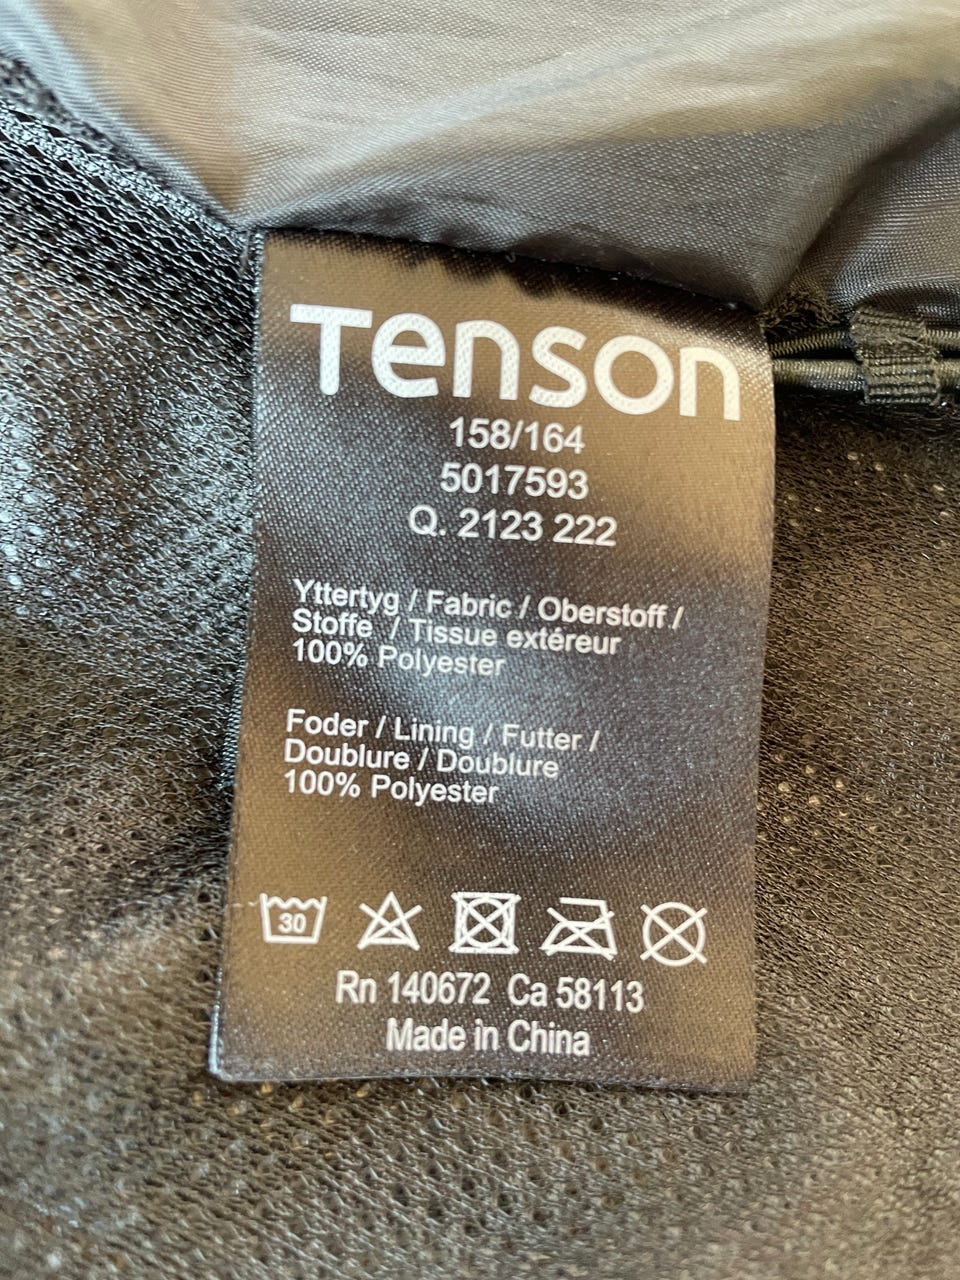 Tenson
158/164
5017593
Q. 2123 222
Yttertyg / Fabric / Oberstoff /
Stoffe / Tissue extéreur
100% Polyester
Foder / Lining / Futter /
Doublure / Doublure
100% Polyester
30
Rn 140672 Ca 58113
Made in China